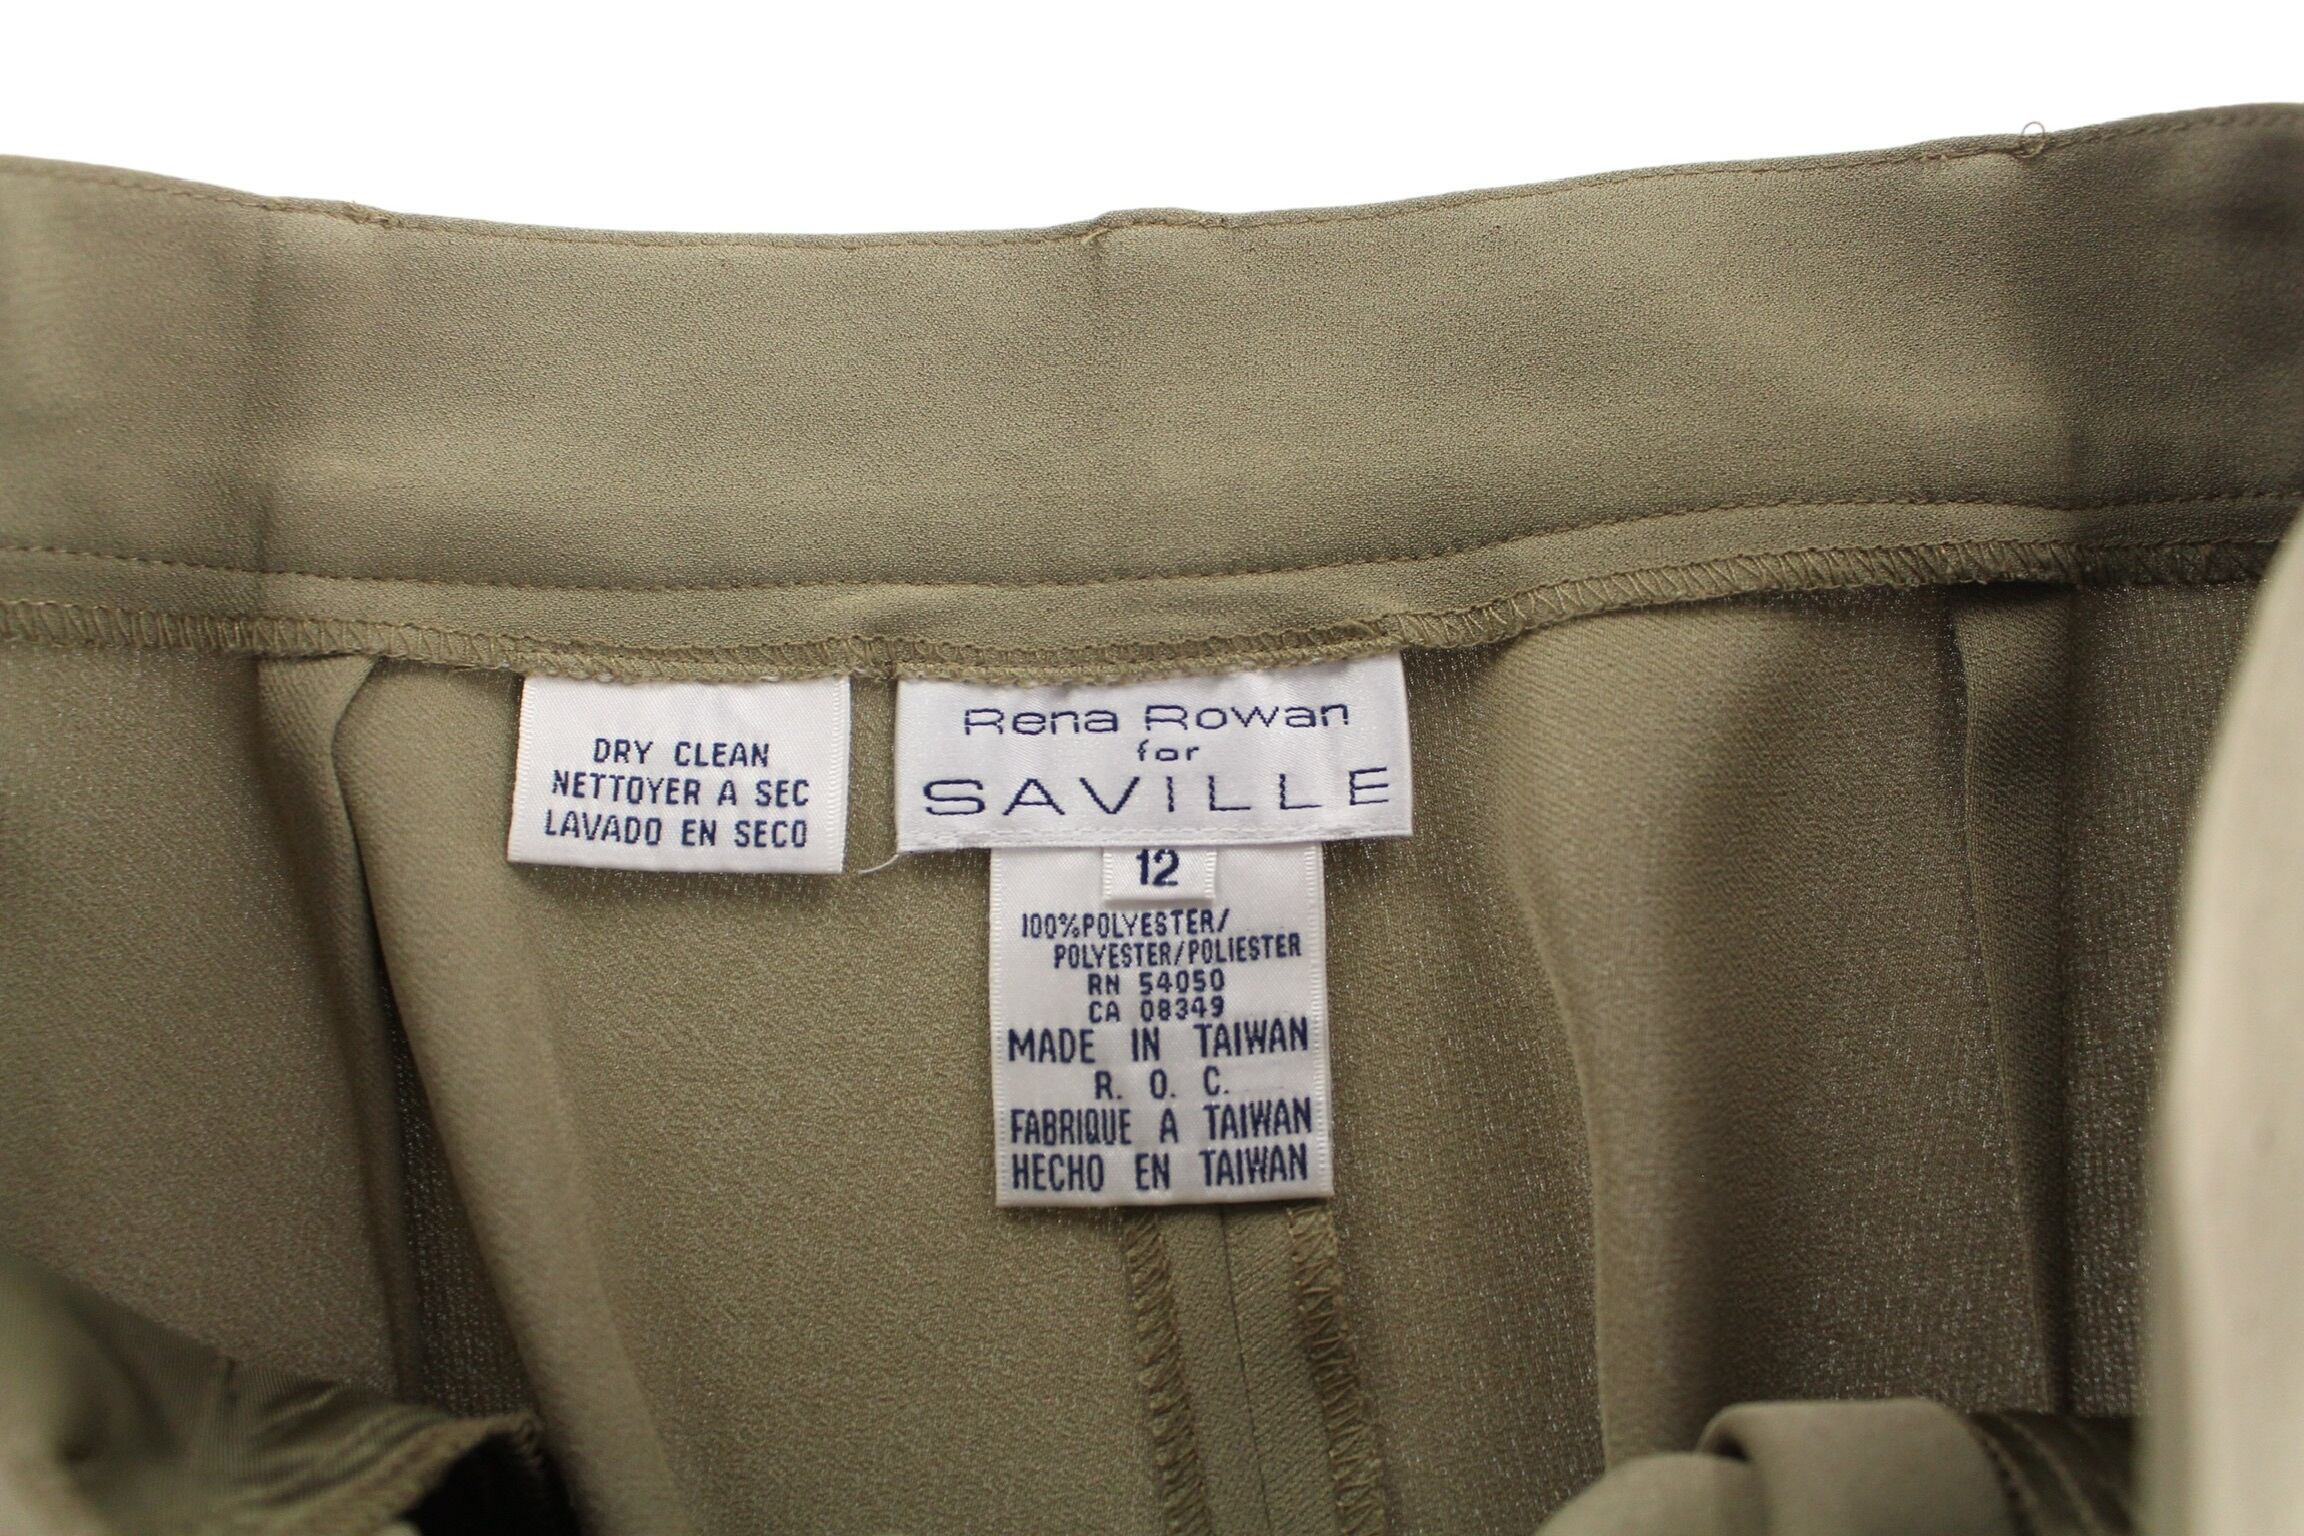 DRY CLEAN
NETTOYER A SEC
LAVADO EN SECO
Rena Rowan
for
SAVILLE
12
100%POLYESTER/
POLYESTER/POLIESTER
RN 54050
CA 08349
MADE IN TAIWAN
R. O. C.
FABRIQUE A TAIWAN
HECHO EN TAIWAN